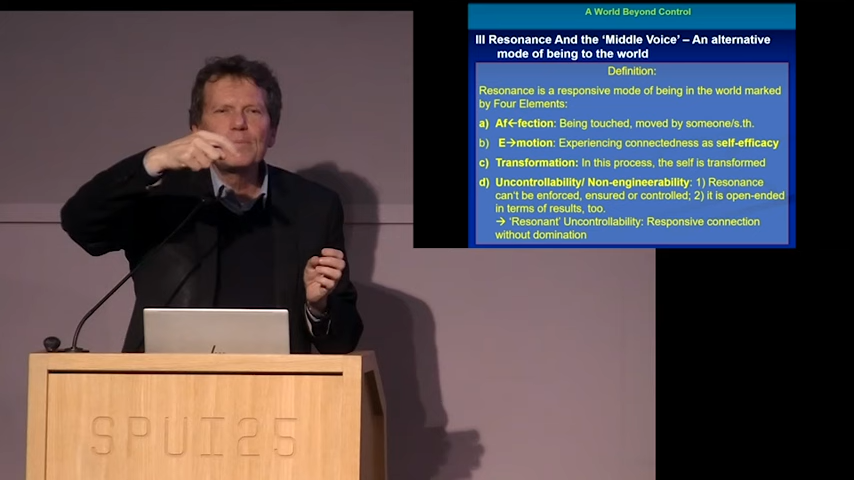 A World Beyond Control
III Resonance And the ‘Middle Voice’ – An alternative
mode of being to the world
Definition:
Resonance is a responsive mode of being in the world marked
by Four Elements:
a) Af←fection: Being touched, moved by someone/s.th.
b) E→motion: Experiencing connectedness as self-efficacy
c) Transformation: In this process, the self is transformed
d) Uncontrollability/ Non-engineerability: 1) Resonance
can't be enforced, ensured or controlled; 2) it is open-ended
in terms of results, too.
→ ‘Resonant’ Uncontrollability: Responsive connection
without domination
SPUI25